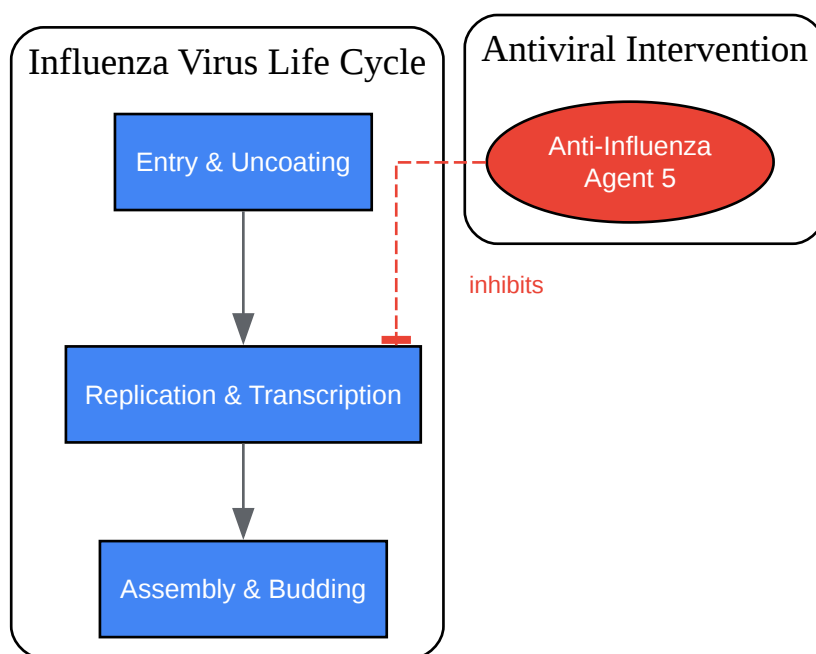 Influenza Virus Life Cycle
Entry & Uncoating
Replication & Transcription
Assembly & Budding
Antiviral Intervention
Anti-Influenza
Agent 5
inhibits